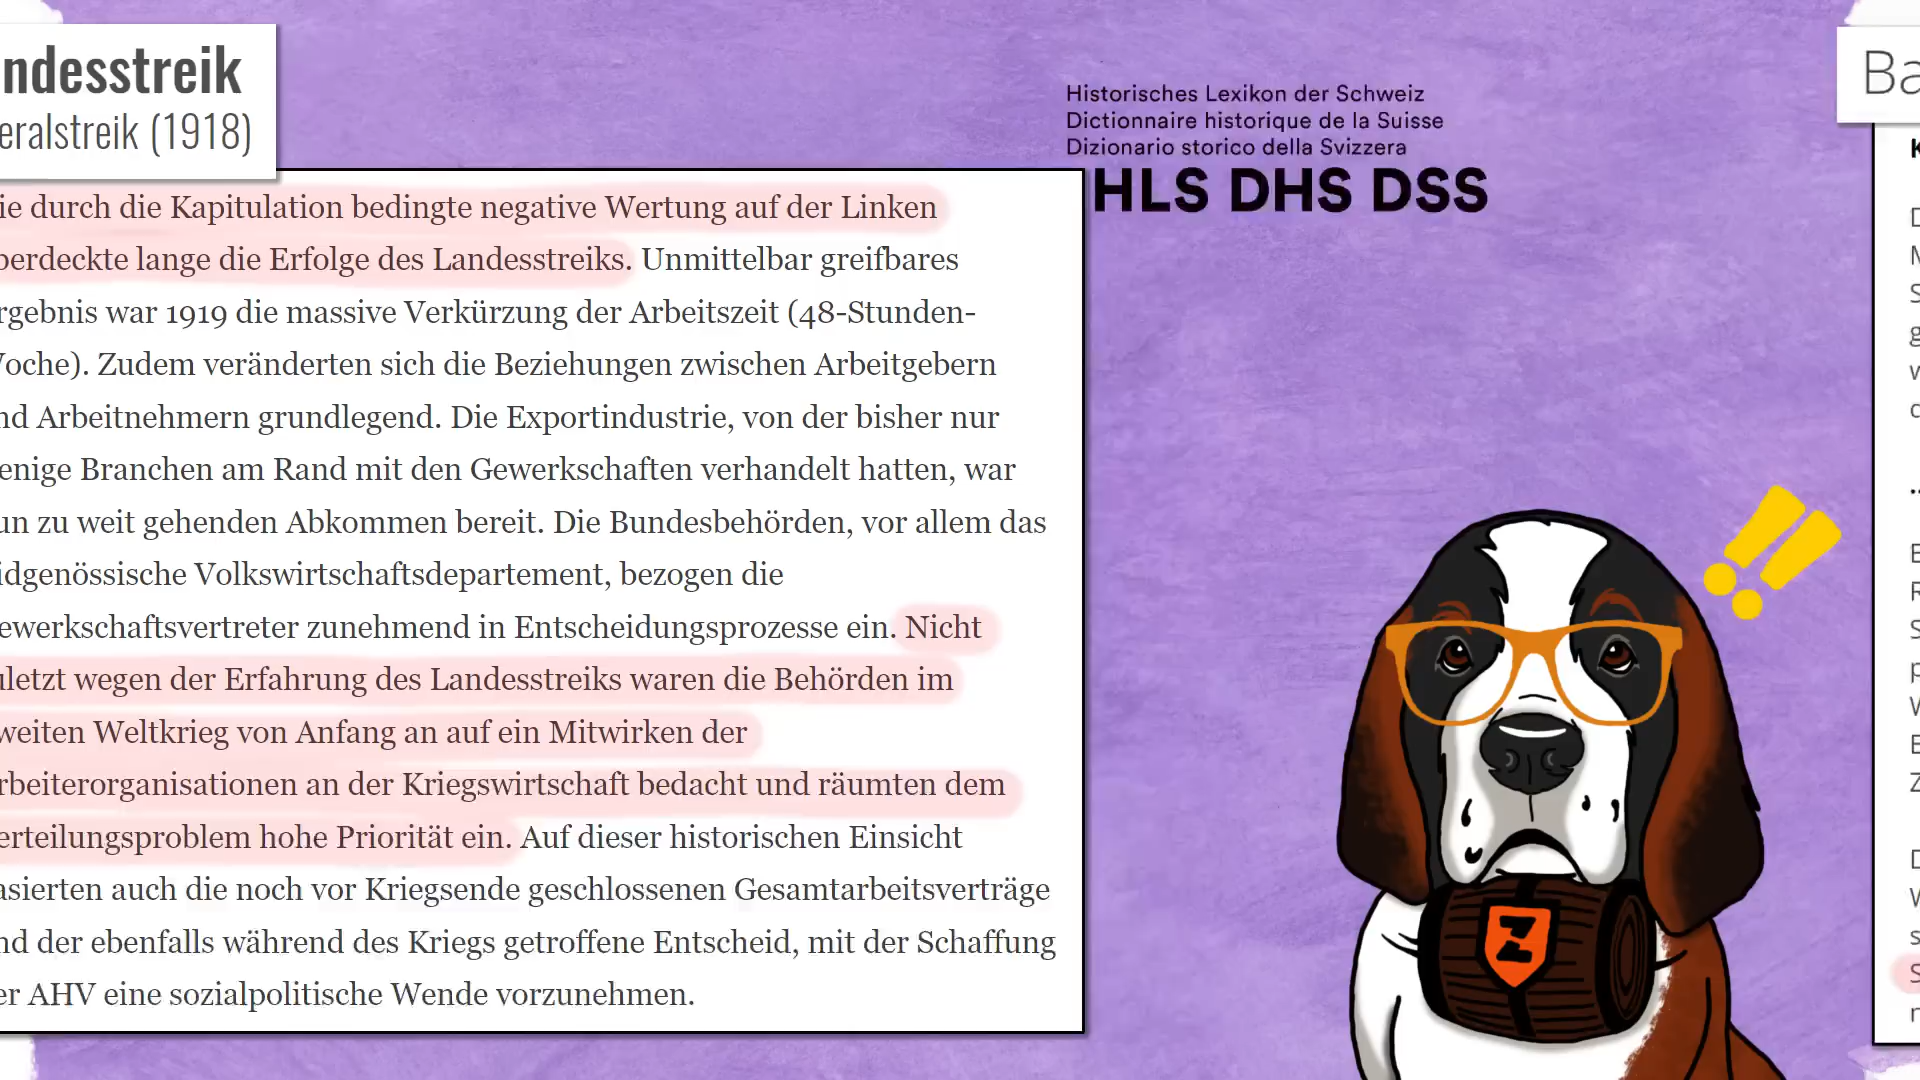 ndesstreik
eralstreik (1918)
Historisches Lexikon der Schweiz
Dictionnaire historique de la Suisse
Dizionario storico della Svizzera
HLS DHS DSS
ie durch die Kapitulation bedingte negative Wertung auf der Linken
berdeckte lange die Erfolge des Landesstreiks. Unmittelbar greifbares
rgebnis war 1919 die massive Verkürzung der Arbeitszeit (48-Stunden-
oche). Zudem veränderten sich die Beziehungen zwischen Arbeitgebern
nd Arbeitnehmern grundlegend. Die Exportindustrie, von der bisher nur
enige Branchen am Rand mit den Gewerkschaften verhandelt hatten, war
un zu weit gehenden Abkommen bereit. Die Bundesbehörden, vor allem das
idgenössische Volkswirtschaftsdepartement, bezogen die
ewerkschaftsvertreter zunehmend in Entscheidungsprozesse ein. Nicht
uletzt wegen der Erfahrung des Landesstreiks waren die Behörden im
weiten Weltkrieg von Anfang an auf ein Mitwirken der
rbeiterorganisationen an der Kriegswirtschaft bedacht und räumten dem
erteilungsproblem hohe Priorität ein. Auf dieser historischen Einsicht
asierten auch die noch vor Kriegsende geschlossenen Gesamtarbeitsverträge
nd der ebenfalls während des Kriegs getroffene Entscheid, mit der Schaffung
er AHV eine sozialpolitische Wende vorzunehmen.
Z
Ba